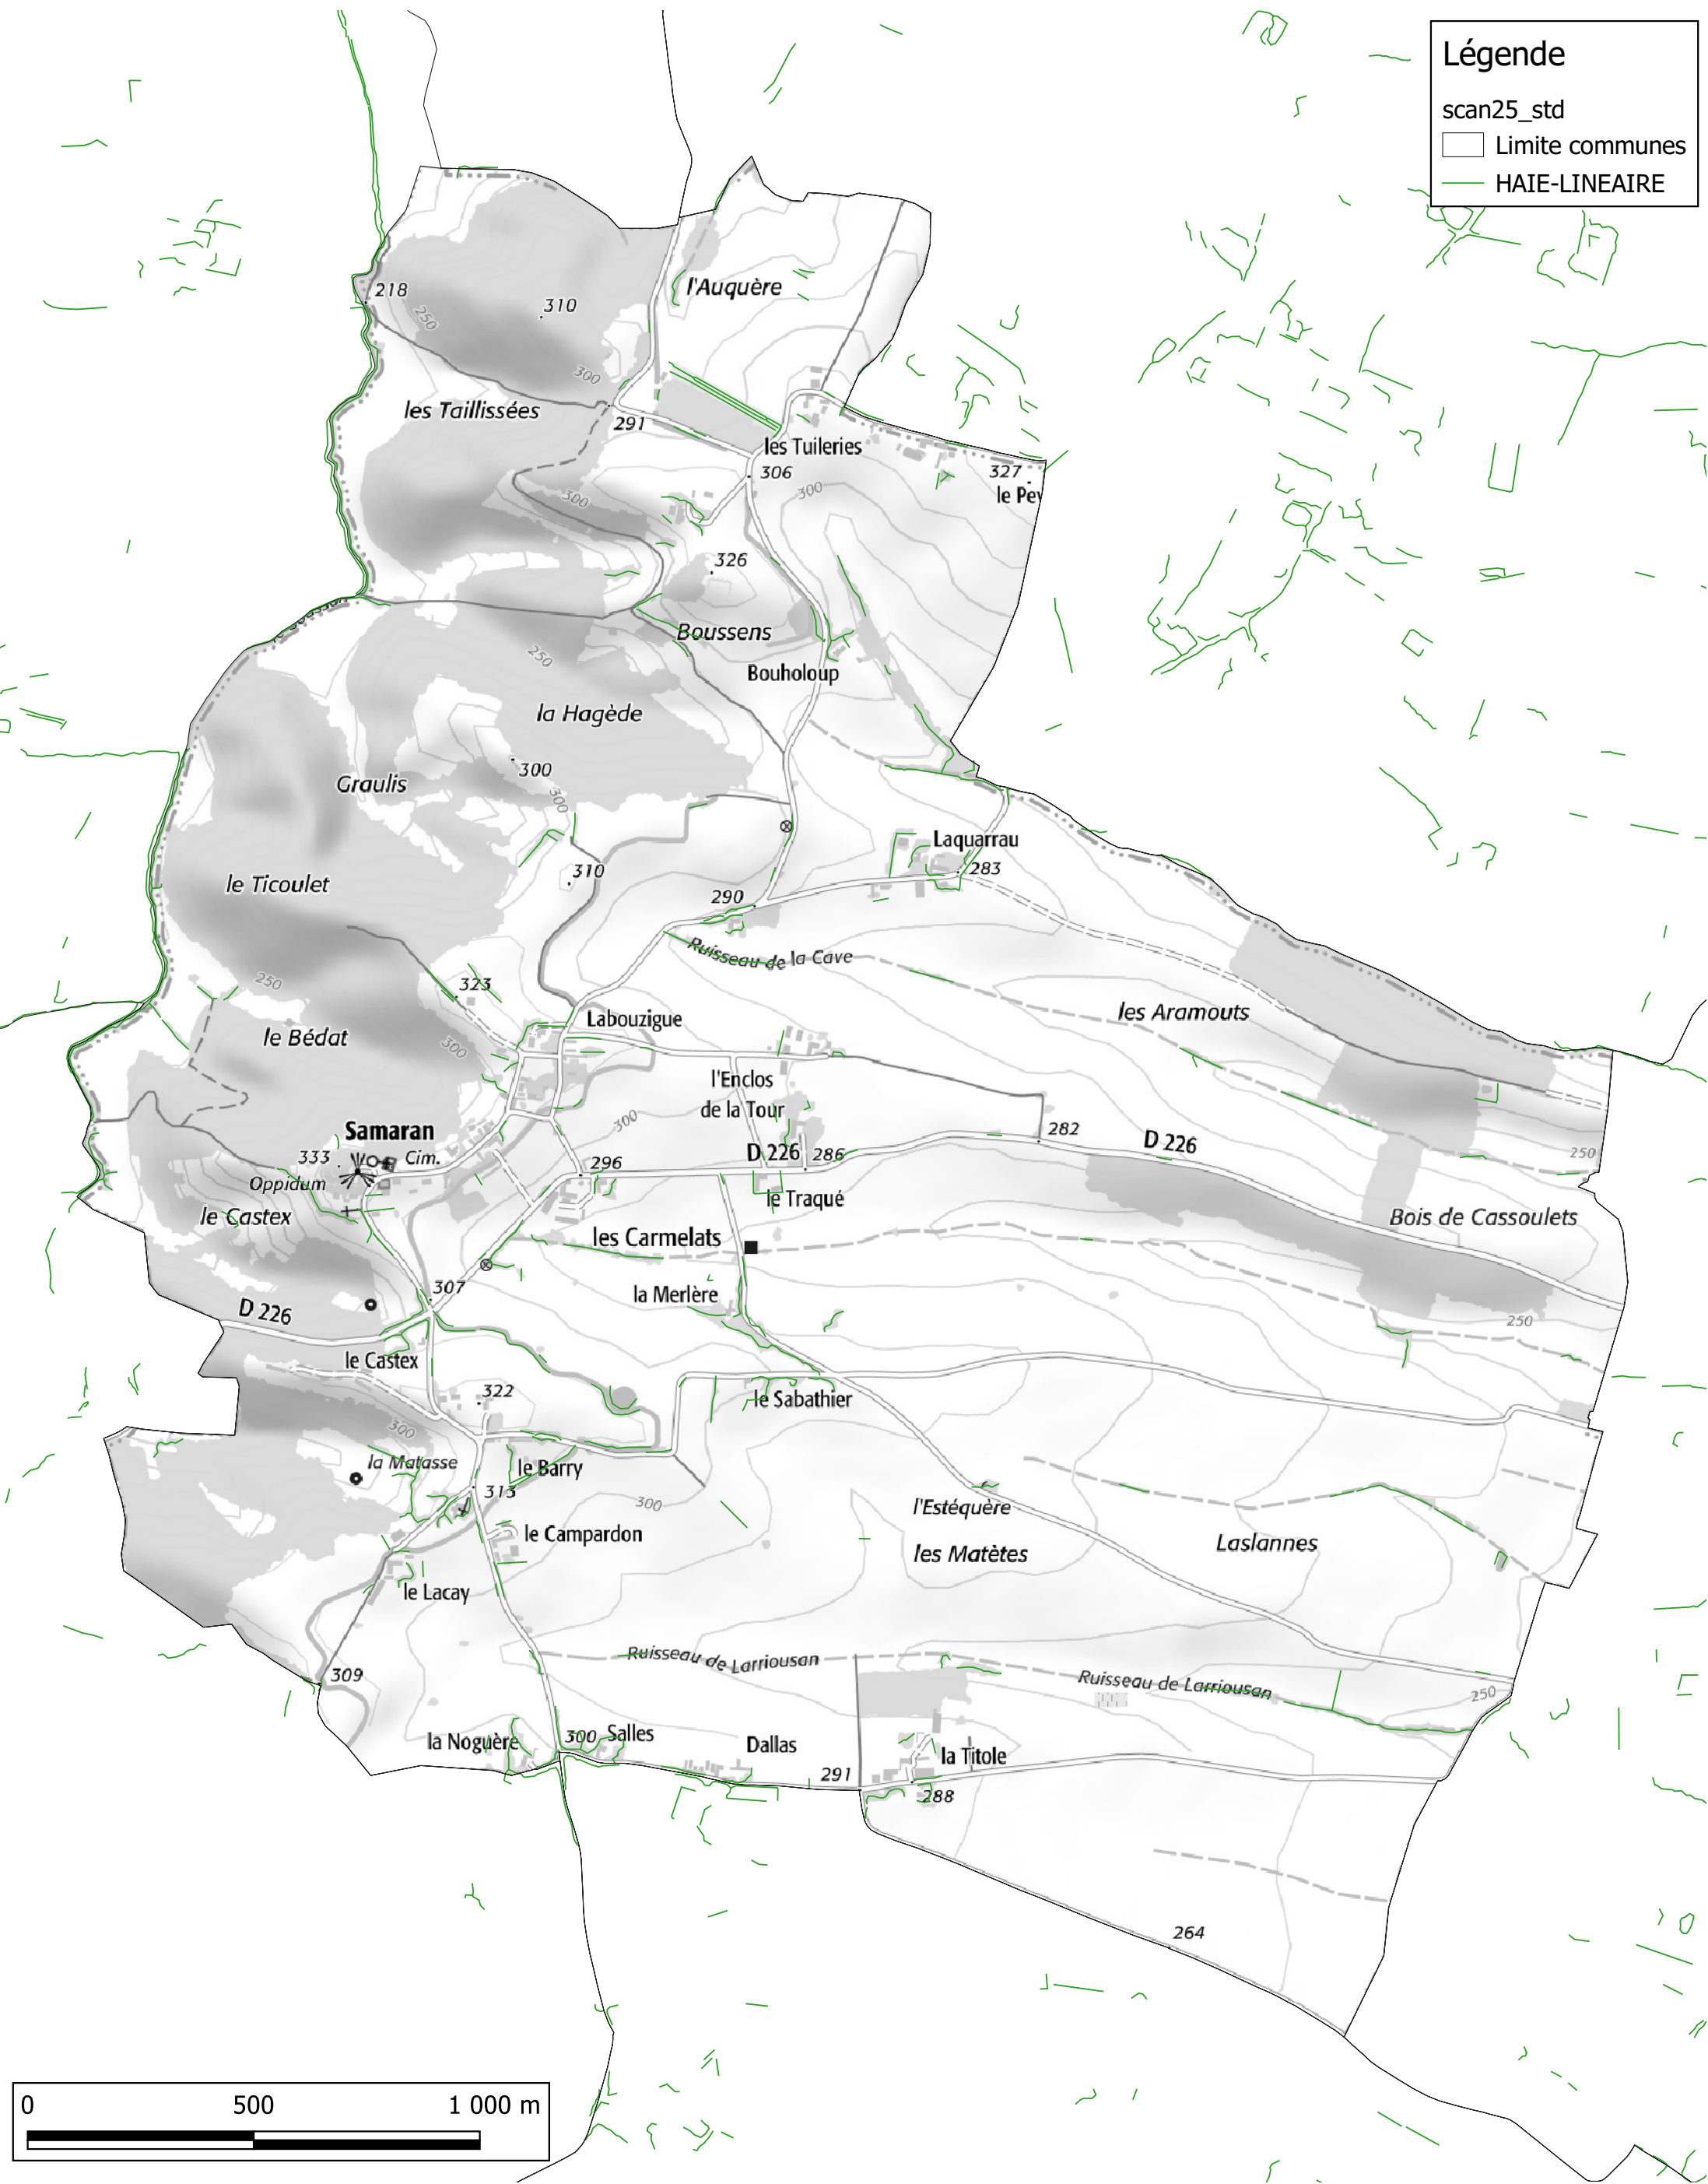 Légende
scan25_std
Limite communes
HAIE-LINEAIRE
218
250
310
l'Auquère
300
les Taillissées
291
les Tuileries
306
327
le Pey
300
300
326
Boussens
Bouholoup
250
la Hagède
300
Graulis
300
Laquarrau
283
le Ticoulet
310
290
Ruisseau de la Cave
323
250
les Aramouts
Labouzigue
le Bédat
300
l'Enclos
de la Tour
300
Samaran
333
Cim.
Oppidum
296
D 226
286
282
D 226
250
le Traqué
le Castex
les Carmelats
Bois de Cassoulets
307
la Merlère
D 226
250
le Castex
322
le Sabathier
300
la Matasse
le Barry
313
300
l'Estéquère
le Campardon
les Matètes
Laslannes
le Lacay
Ruisseau de Larriousan
309
Ruisseau de Larriousan
250
la Noguère
300
Salles
Dallas
la Titole
291
288
264
0
500
1 000 m